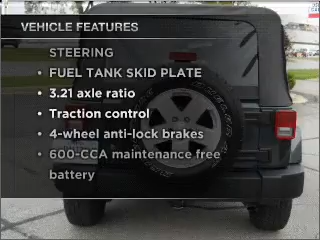 VEHICLE FEATURES
STEERING
• FUEL TANK SKID PLATE
• 3.21 axle ratio
• Traction control
• 4-wheel anti-lock brakes
• 600-CCA maintenance free
battery